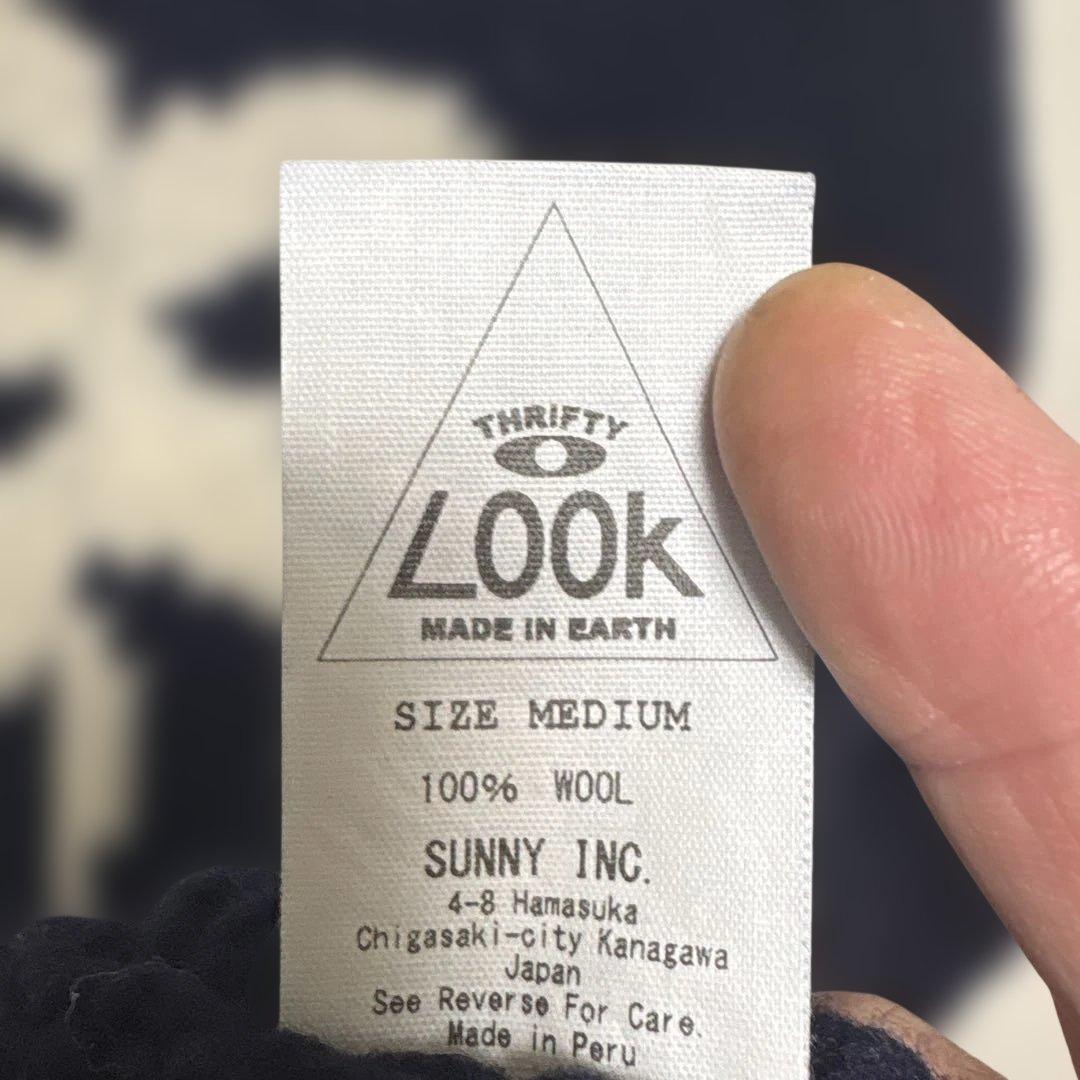 THRiFTY
LOOk
MADE IN EARTH
SIZE MEDIUM
100% WOOL
SUNNY INC.
4-8 Hamasuka
Chigasaki-city Kanagawa
Japan
See Reverse For Care.
Made in Peru